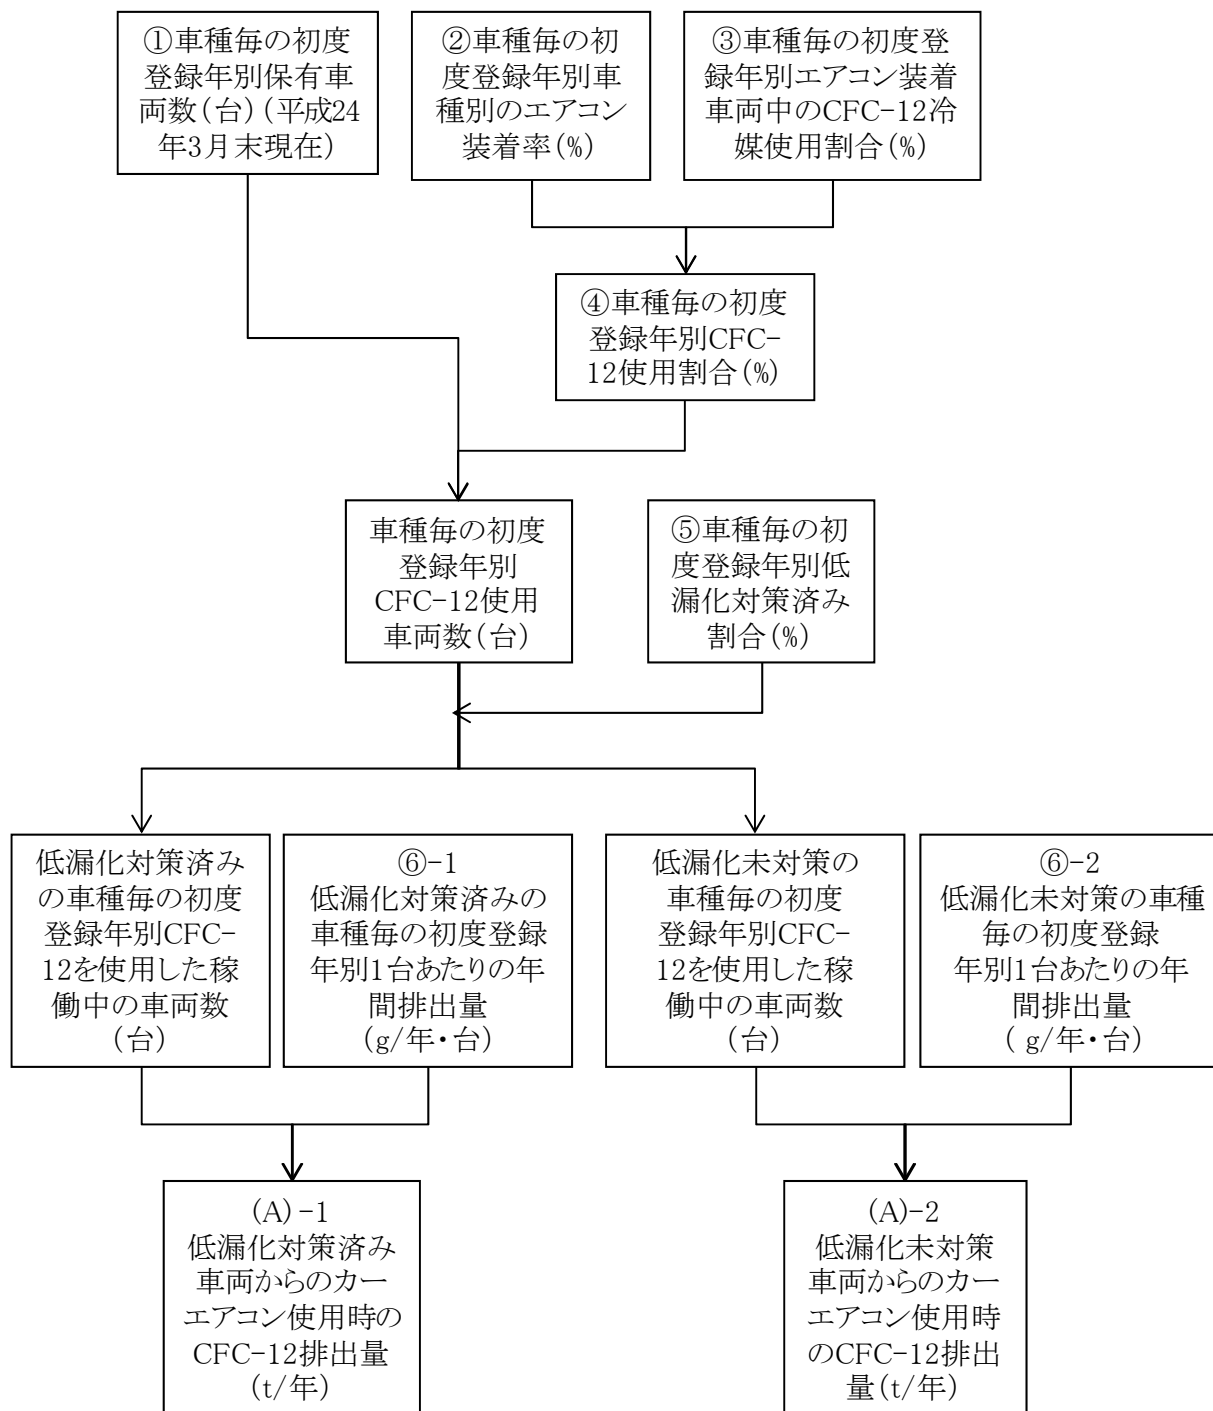 ①車種毎の初度
登録年別保有車
両数(台)(平成24
年3月末現在)
②車種毎の初
度登録年別車
種別のエアコン
装着率(%)
③車種毎の初度登
録年別エアコン装着
車両中のCFC-12冷
媒使用割合(%)
④車種毎の初度
登録年別CFC-
12使用割合(%)
車種毎の初度
登録年別
CFC-12使用
車両数(台)
⑤車種毎の初
度登録年別低
漏化対策済み
割合(%)
低漏化対策済み
の車種毎の初度
登録年別CFC-
12を使用した稼
働中の車両数
(台)
⑥-1
低漏化対策済みの
車種毎の初度登録
年別1台あたりの年
間排出量
(g/年・台)
低漏化未対策の
車種毎の初度
登録年別CFC-
12を使用した稼
働中の車両数
(台)
⑥-2
低漏化未対策の車種
毎の初度登録
年別1台あたりの年
間排出量
( g/年・台)
(A)-1
低漏化対策済み
車両からのカー
エアコン使用時の
CFC-12排出量
(t/年)
(A)-2
低漏化未対策
車両からのカー
エアコン使用時
のCFC-12排出
量(t/年)